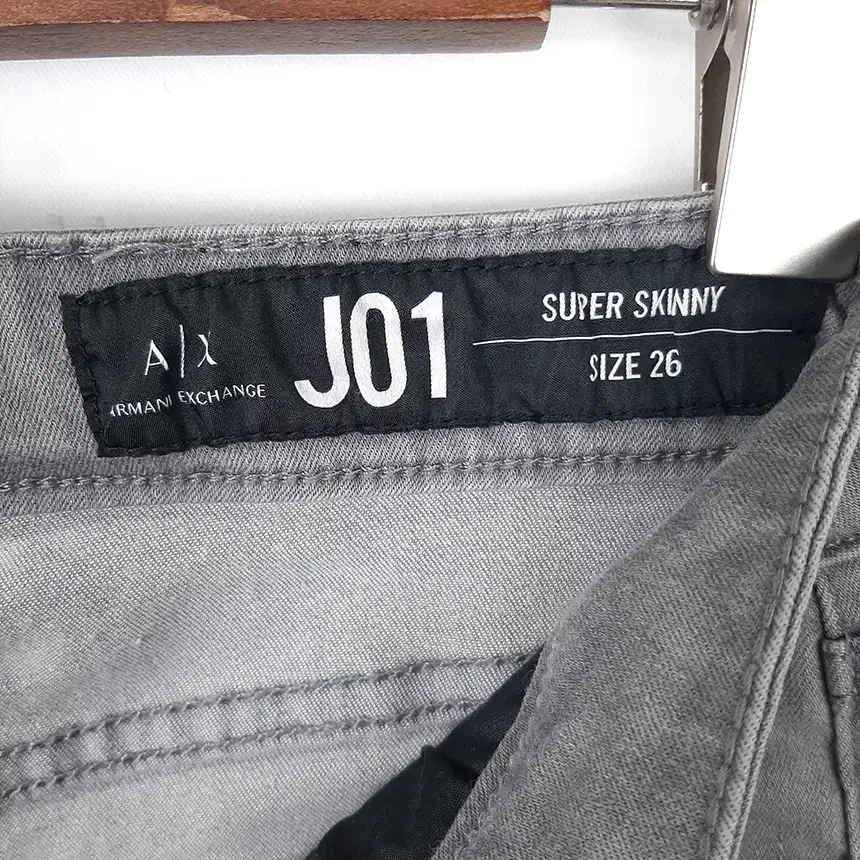 A|X
ARMANI EXCHANGE
J01
SUPER SKINNY
SIZE 26